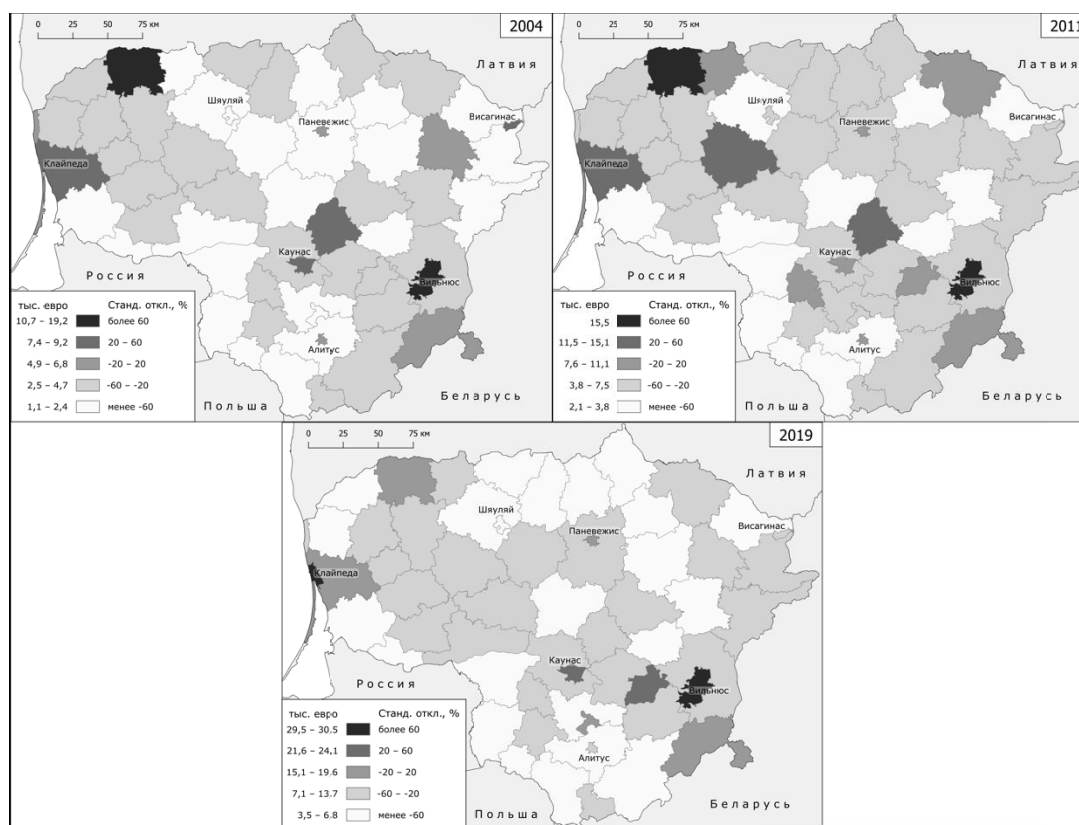 0 25 50 75 км
2004
Латвия
Шяуляй
Паневежис
Висагинас
Клайпеда
Каунас
Вильнюс
Алитус
Россия
Польша
Беларусь
тыс. евро Станд. откл., %
10,7 – 19,2 более 60
7,4 – 9,2 20 – 60
4,9 – 6,8 -20 – 20
2,5 – 4,7 -60 – -20
1,1 – 2,4 менее -60
0 25 50 75 км
2011
Латвия
Шяуляй
Паневежис
Висагинас
Клайпеда
Каунас
Вильнюс
Алитус
Россия
Польша
Беларусь
тыс. евро Станд. откл., %
15,5 более 60
11,5 – 15,1 20 – 60
7,6 – 11,1 -20 – 20
3,8 – 7,5 -60 – -20
2,1 – 3,8 менее -60
0 25 50 75 км
2019
Латвия
Шяуляй
Паневежис
Висагинас
Клайпеда
Каунас
Вильнюс
Алитус
Россия
Польша
Беларусь
тыс. евро Станд. откл., %
29,5 – 30.5 более 60
21,6 – 24,1 20 – 60
15,1 – 19.6 -20 – 20
7,1 – 13.7 -60 – -20
3,5 – 6.8 менее -60